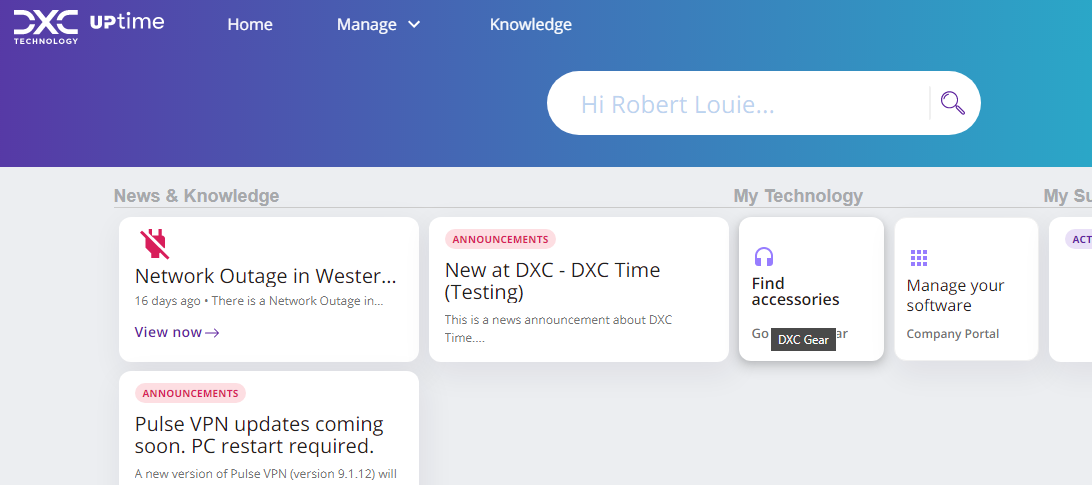 DXC UPtime
TECHNOLOGY
Home
Manage
Knowledge
Hi Robert Louie...
News & Knowledge
Network Outage in Wester...
16 days ago • There is a Network Outage in...
View now
ANNOUNCEMENTS
New at DXC - DXC Time
(Testing)
This is a news announcement about DXC
Time....
ANNOUNCEMENTS
Pulse VPN updates coming
soon. PC restart required.
A new version of Pulse VPN (version 9.1.12) will
My Technology
Find
accessories
Go
DXC Gear
Manage your
software
Company Portal
My Su
ACT